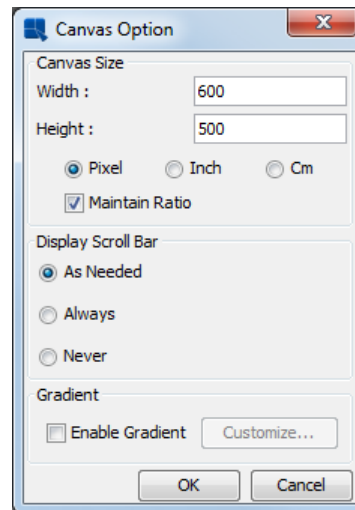 Canvas Option
Canvas Size
Width :
600
Height :
500
Pixel Inch Cm
Maintain Ratio
Display Scroll Bar
As Needed
Always
Never
Gradient
Enable Gradient Customize...
OK Cancel